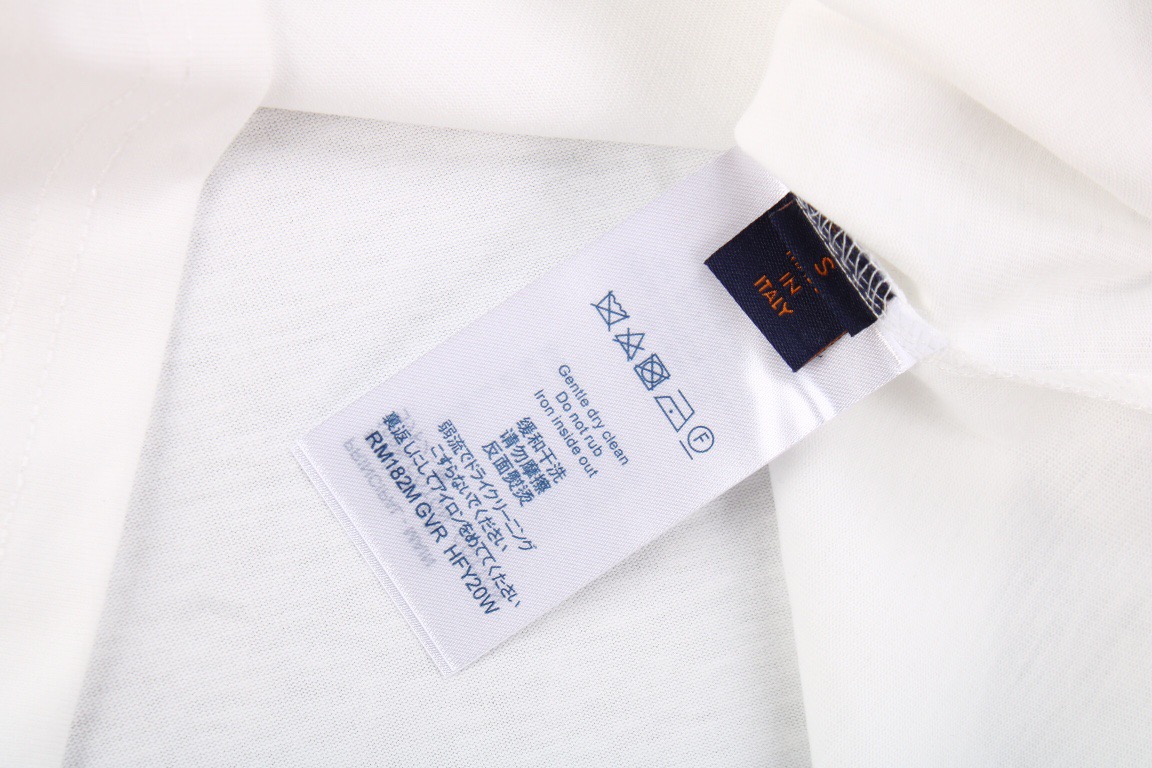 S
IN
ITALY
F
Gentle dry clean
Do not rub
Iron inside out
缓和干洗
请勿摩擦
反面熨烫
弱流でドライクリーニング
こすらないでください
裏返しにしてアイロンをめててください
RM182M GVR HFY20W